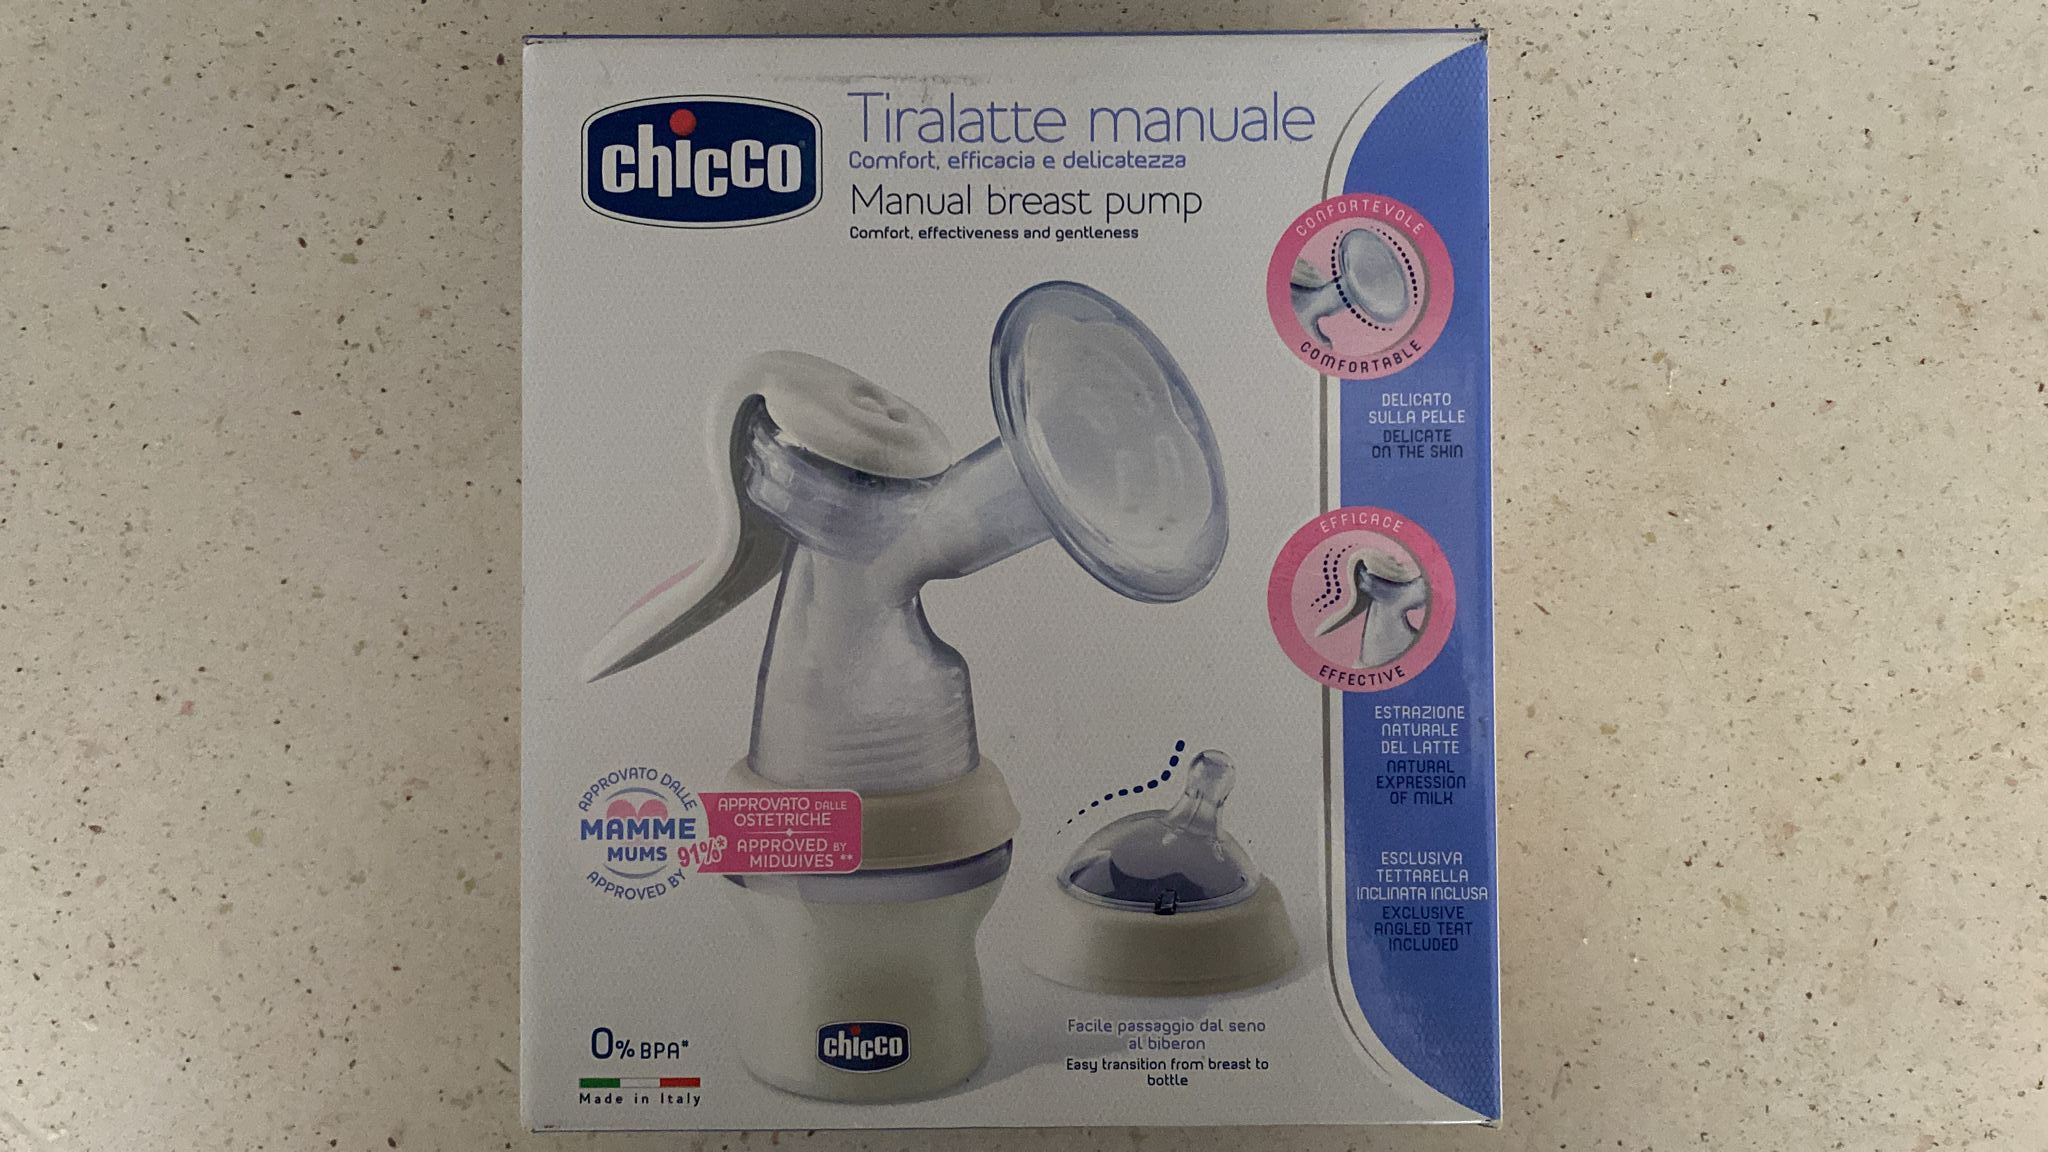 chicco
Tiralatte manuale
Comfort, efficacia e delicatezza
Manual breast pump
Comfort, effectiveness and gentleness
CONFORTEVOLE
COMFORTABLE
DELICATO
SULLA PELLE
DELICATE
ON THE SKIN
EFFICACE
EFFECTIVE
ESTRAZIONE
NATURALE
DEL LATTE
NATURAL
EXPRESSION
OF MILK
ESCLUSIVA
TETTARELLA
INCLINATA INCLUSA
EXCLUSIVE
ANGLED TEAT
INCLUDED
APPROVATO DALLE
MAMME
MUMS 91%*
APPROVED BY
APPROVATO DALLE
OSTETRICHE
APPROVED BY
MIDWIVES **
0% BPA*
Made in Italy
chicco
Facile passaggio dal seno
al biberon
Easy transition from breast to
bottle